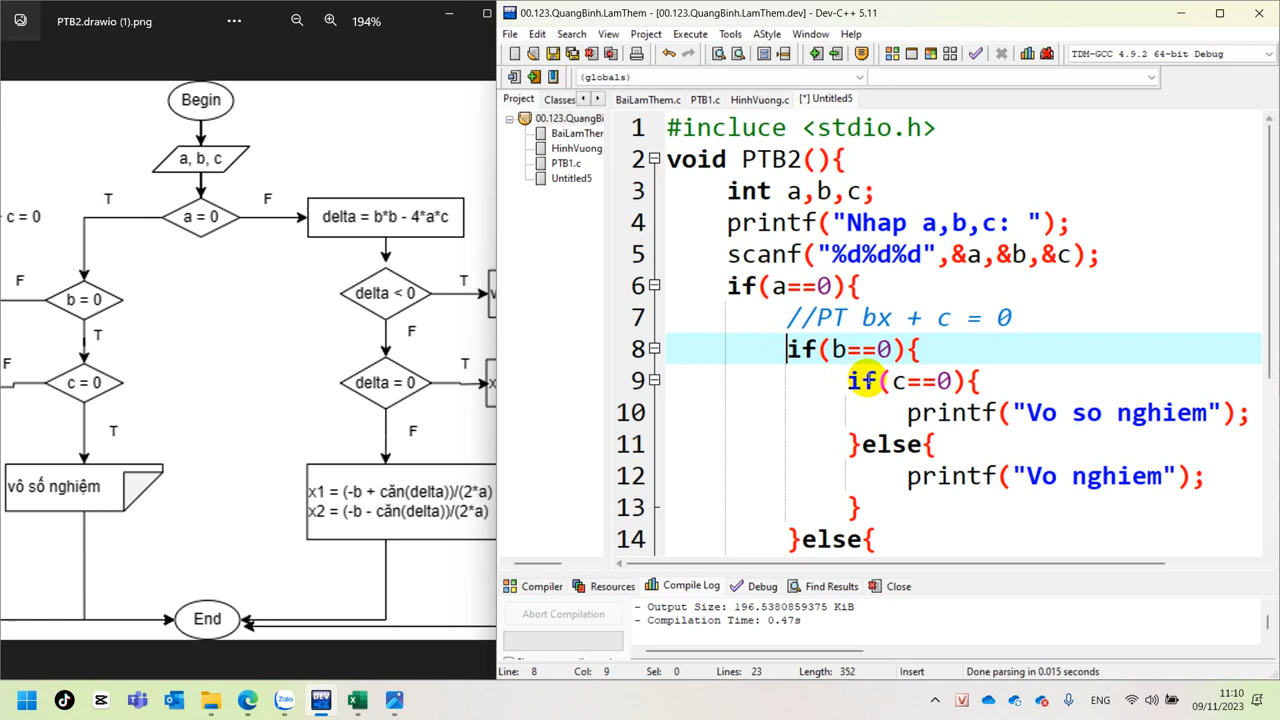 PTB2.drawio (1).png
194%
Begin
a, b, c
T
F
+ c = 0
a = 0
delta = b*b - 4*a*c
F
b = 0
delta < 0
T
T
F
F
c = 0
delta = 0
T
T
F
vô số nghiệm
x1 = (-b + căn(delta))/(2*a)
x2 = (-b - căn(delta))/(2*a)
End
00.123.QuangBinh.LamThem - [00.123.QuangBinh.LamThem.dev] - Dev-C++ 5.11
File Edit Search View Project Execute Tools AStyle Window Help
TDM-GCC 4.9.2 64-bit Debug
(globals)
Project Classes
BaiLamThem.c PTB1.c HinhVuong.c [*] Untitled5
00.123.QuangBi
BaiLamTher
HinhVuong
PTB1.c
Untitled5
1 #incluce <stdio.h>
2 void PTB2(){
3 int a,b,c;
4 printf("Nhap a,b,c: ");
5 scanf("%d%d%d",&a,&b,&c);
6 if(a==0){
7 //PT bx + c = 0
8 if(b==0){
9 if(c==0){
10 printf("Vo so nghiem");
11 }else{
12 printf("Vo nghiem");
13 }
14 }else{
Compiler Resources Compile Log Debug Find Results Close
Abort Compilation
- Output Size: 196.5380859375 KiB
- Compilation Time: 0.47s
Line: 8 Col: 9 Sel: 0 Lines: 23 Length: 352 Insert Done parsing in 0.015 seconds
ENG
11:10
09/11/2023